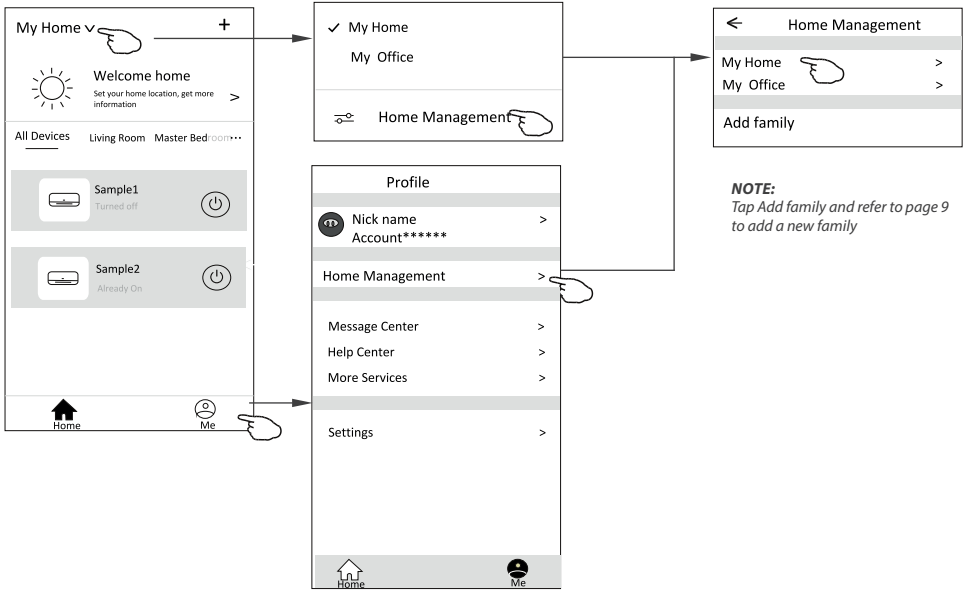 My Home
+
Welcome home
Set your home location, get more
information
>
All Devices Living Room Master Bedroom···
Sample1
Turned off
Sample2
Already On
Home
Me
✓ My Home
My Office
Home Management
Profile
Nick name >
Account******
Home Management >
Message Center >
Help Center >
More Services >
Settings >
Home
Me
Home Management
My Home >
My Office >
Add family
NOTE:
Tap Add family and refer to page 9
to add a new family